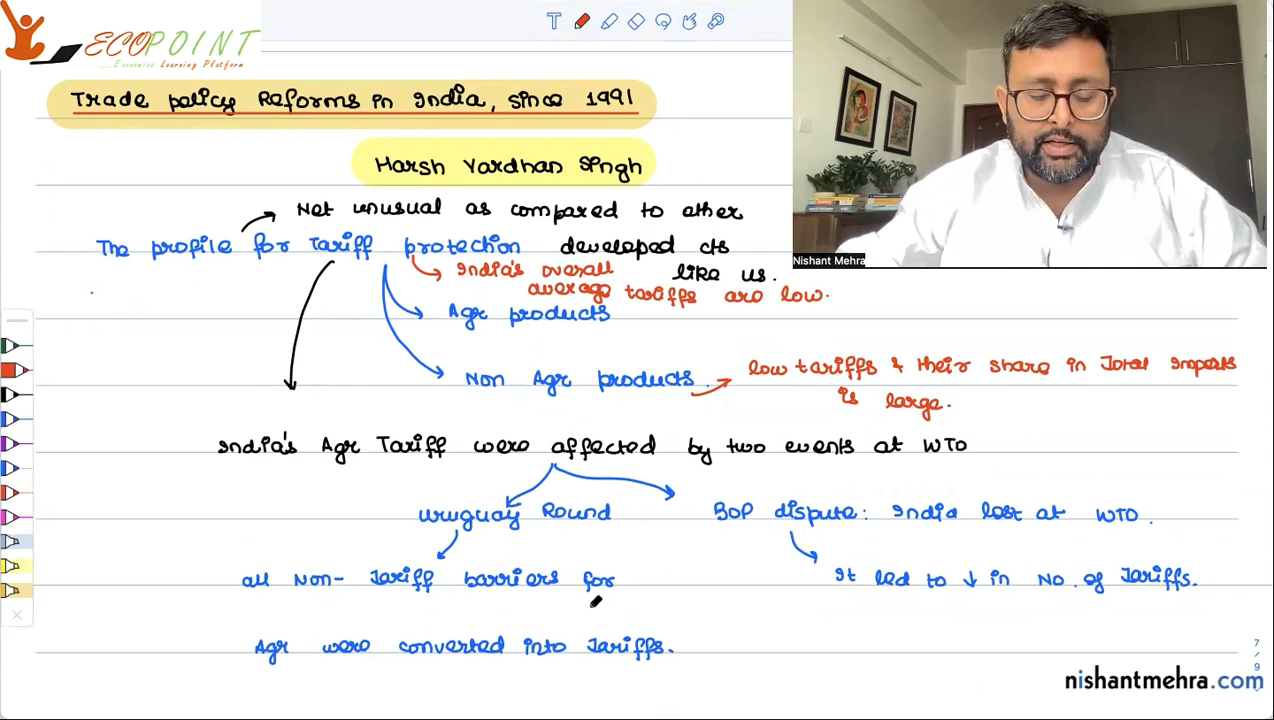 ECOPOINT
.....Economics Learning Platform
T
Trade policy Reforms in India, since 1991
Harsh Vardhan Singh
Not unusual as compared to other
The profile for Tariff protection developed cts
like us.
India's overall
average tariffs are low.
Agr products
Non Agr products.
low tariffs & their share in Total Imports
is large.
India's Agr Tariff were affected by two events at WTO
Uruguay Round
BoP dispute: India lost at WTO.
all Non-Tariff barriers for
It led to ↓ in No. of Tariffs.
Agr were converted into Tariffs.
Nishant Mehra
7
/
9
nishantmehra.com